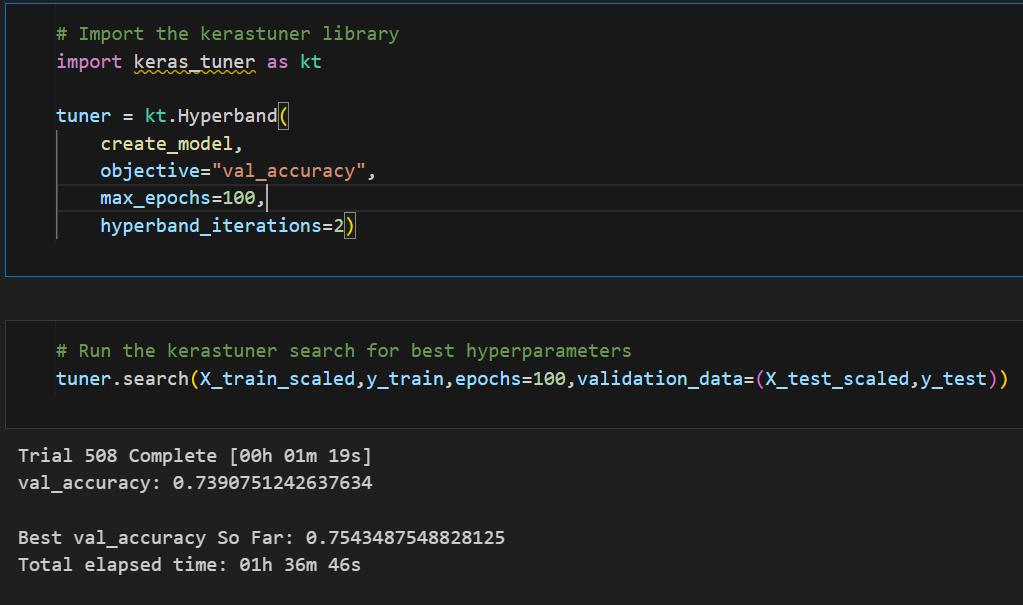 # Import the kerastuner library
import keras_tuner as kt
tuner = kt.Hyperband(
create_model,
objective="val_accuracy",
max_epochs=100,
hyperband_iterations=2)
# Run the kerastuner search for best hyperparameters
tuner.search(X_train_scaled,y_train,epochs=100,validation_data=(X_test_scaled,y_test))
Trial 508 Complete [00h 01m 19s]
val_accuracy: 0.7390751242637634
Best val_accuracy So Far: 0.7543487548828125
Total elapsed time: 01h 36m 46s